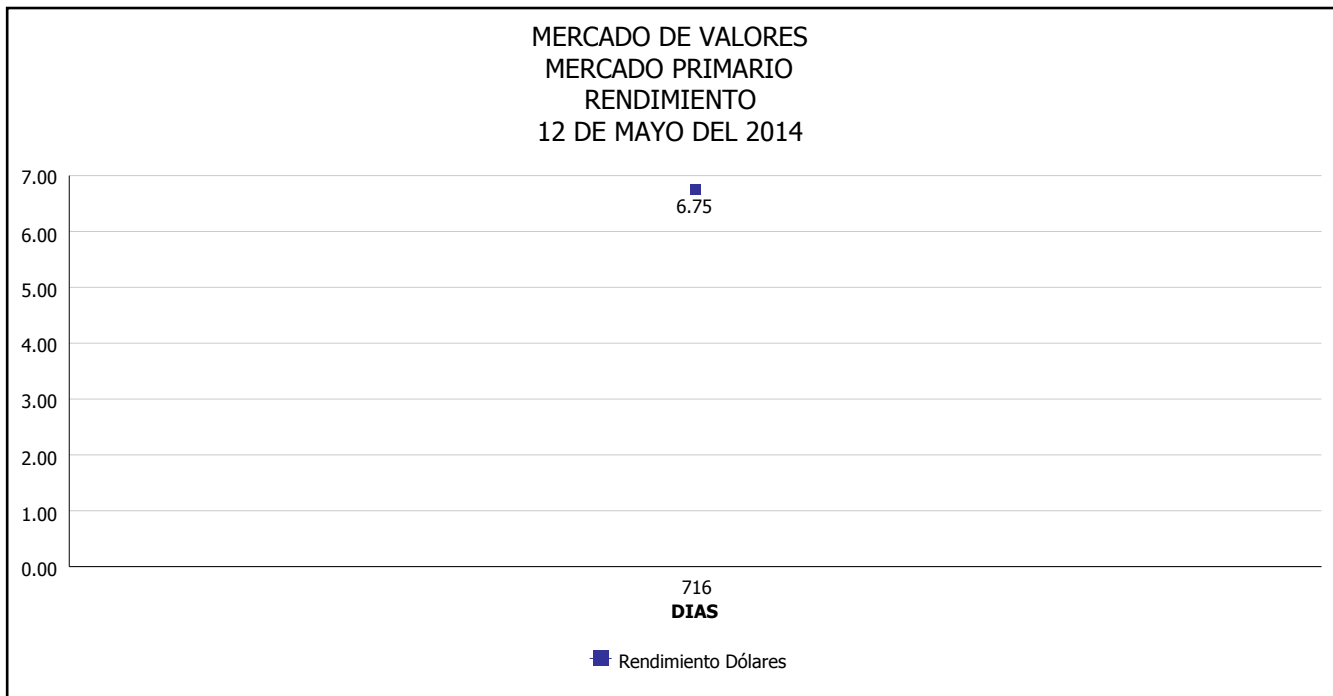 MERCADO DE VALORES
MERCADO PRIMARIO
RENDIMIENTO
12 DE MAYO DEL 2014
7.00
6.75
6.00
5.00
4.00
3.00
2.00
1.00
0.00
716
DIAS
Rendimiento Dólares